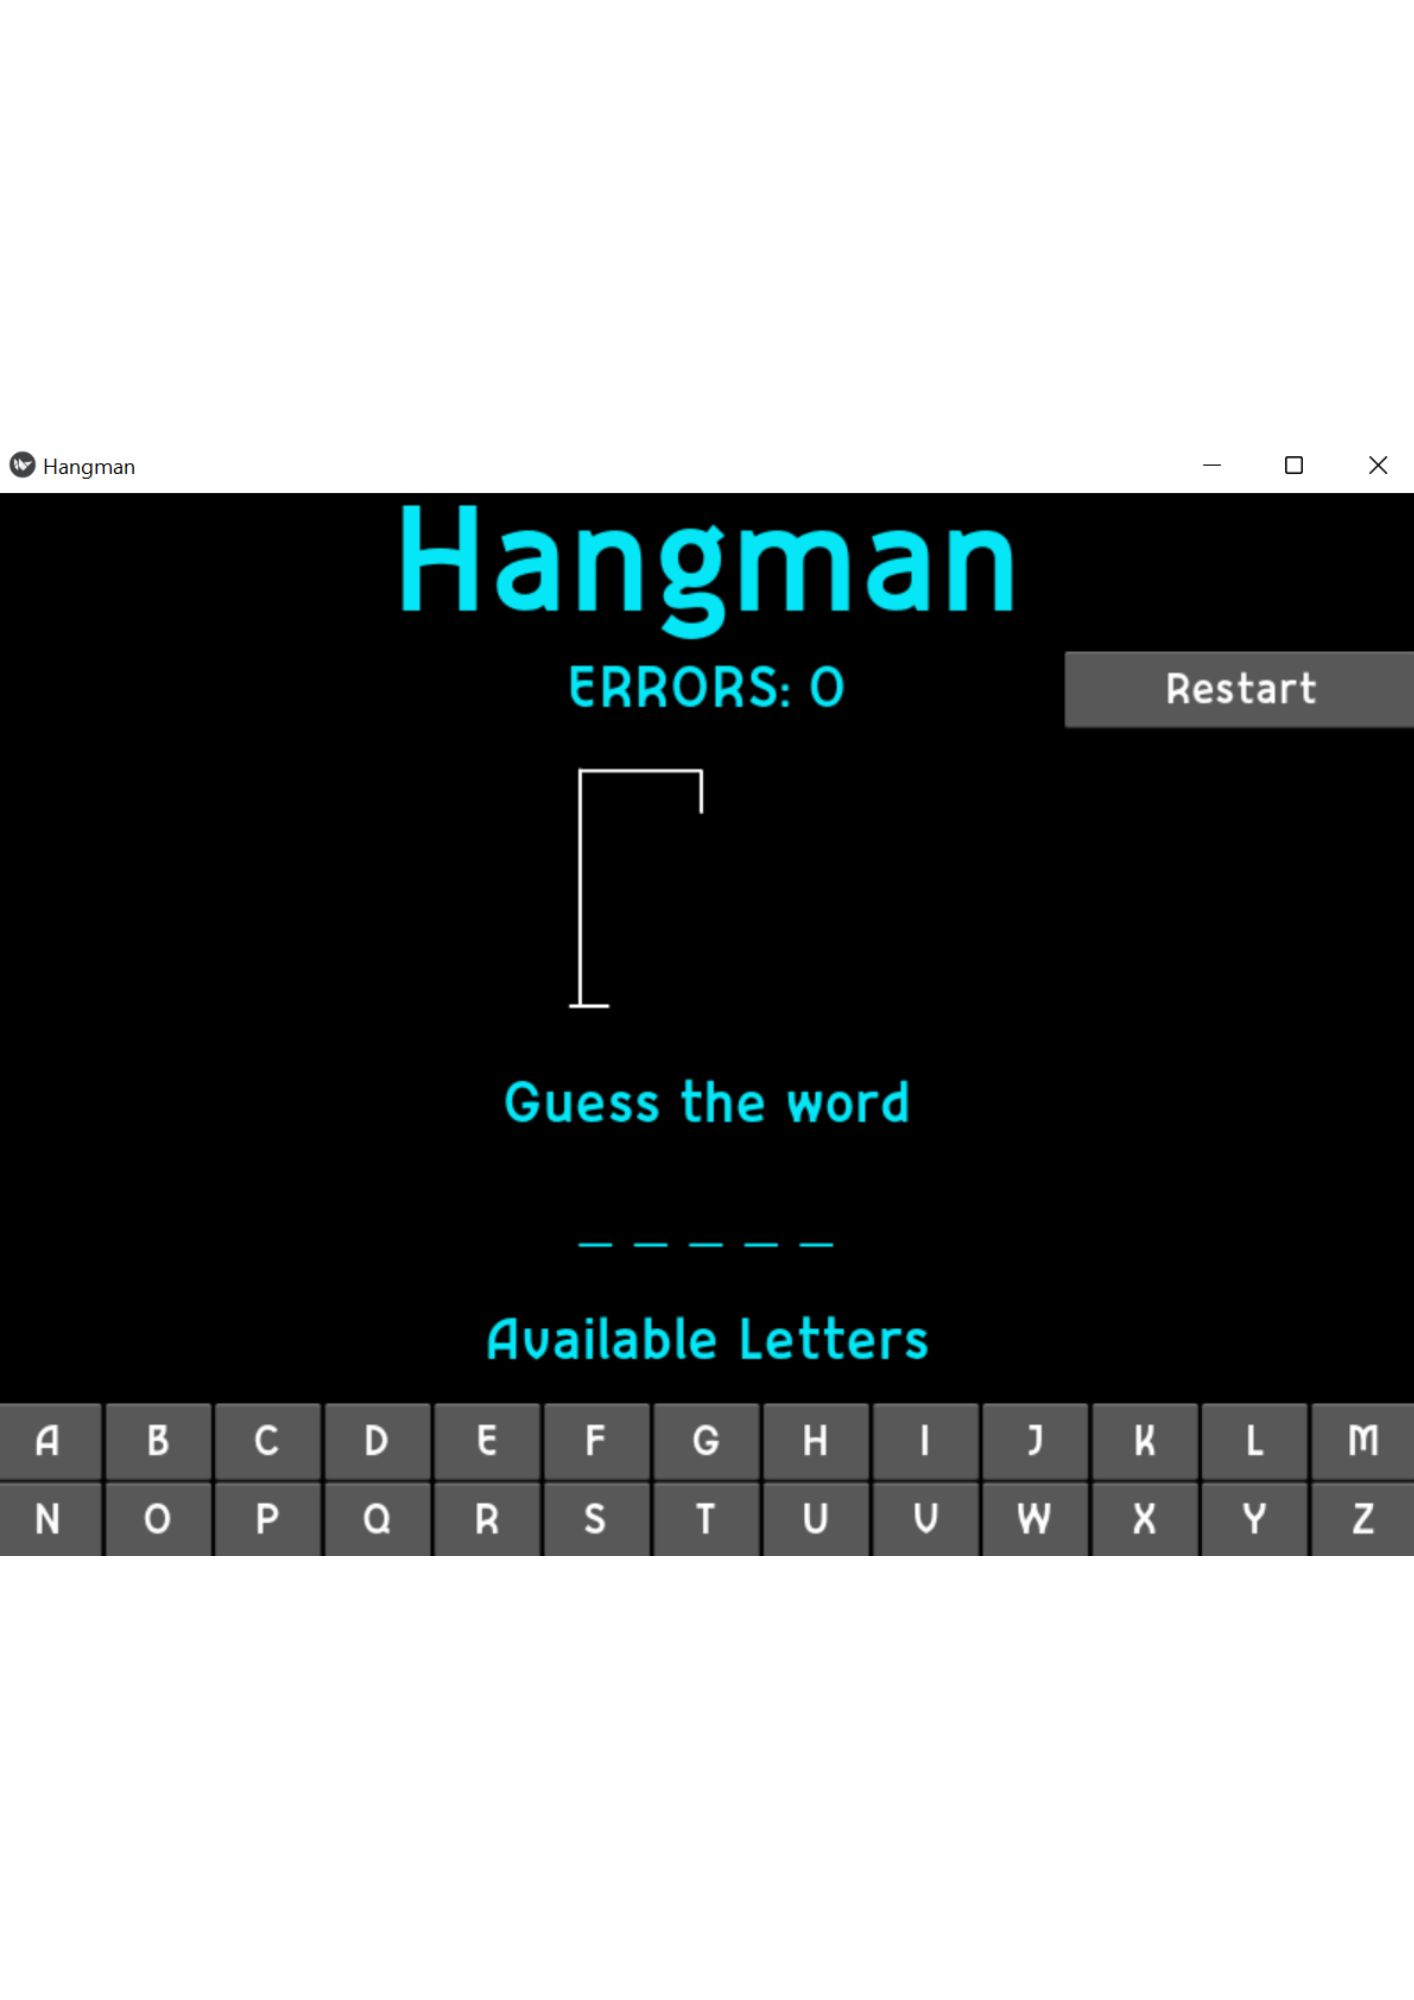 Hangman
Hangman
ERRORS: 0
Restart
Guess the word
_ _ _ _ _
Available Letters
A B C D E F G H I J K L M
N O P Q R S T U V W X Y Z